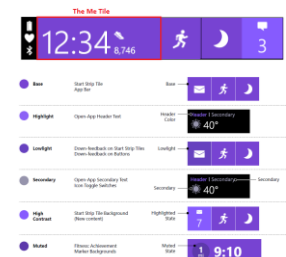 The Me Tile
12:34 8,746
3
Base
Start Strip Tile
App Bar
Base
Highlight
Open-App Header Text
Header
Color
Header | Secondary
40°
Lowlight
Down-feedback on Start Strip Tiles
Down-feedback on Buttons
Lowlight
Secondary
Open-App Secondary Text
Icon Toggle Switches
Secondary
Header | Secondary
Secondary
40°
High
Contrast
Start Strip Tile Background
(New content)
Highlighted
State
7
Muted
Fitness Achievement
Marker Backgrounds
Muted
State
1
9:10